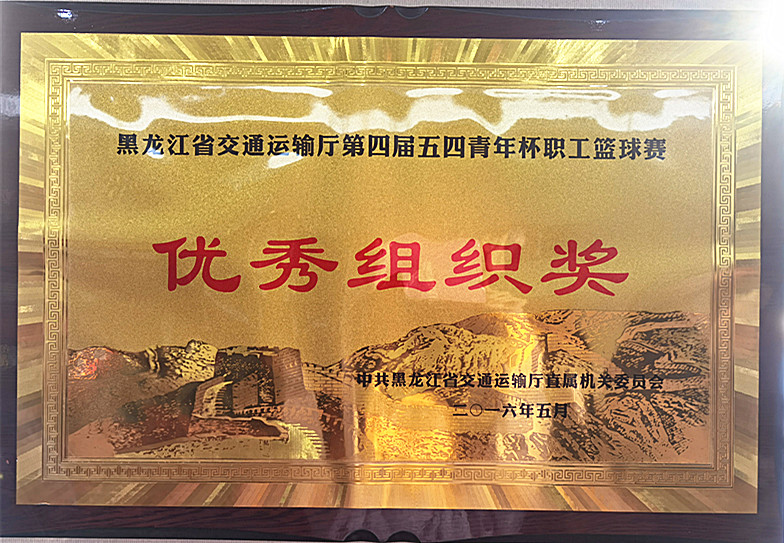 黑龙江省交通运输厅第四届五四青年杯职工篮球赛
优秀组织奖
中共黑龙江省交通运输厅直属机关委员会
二〇一六年五月